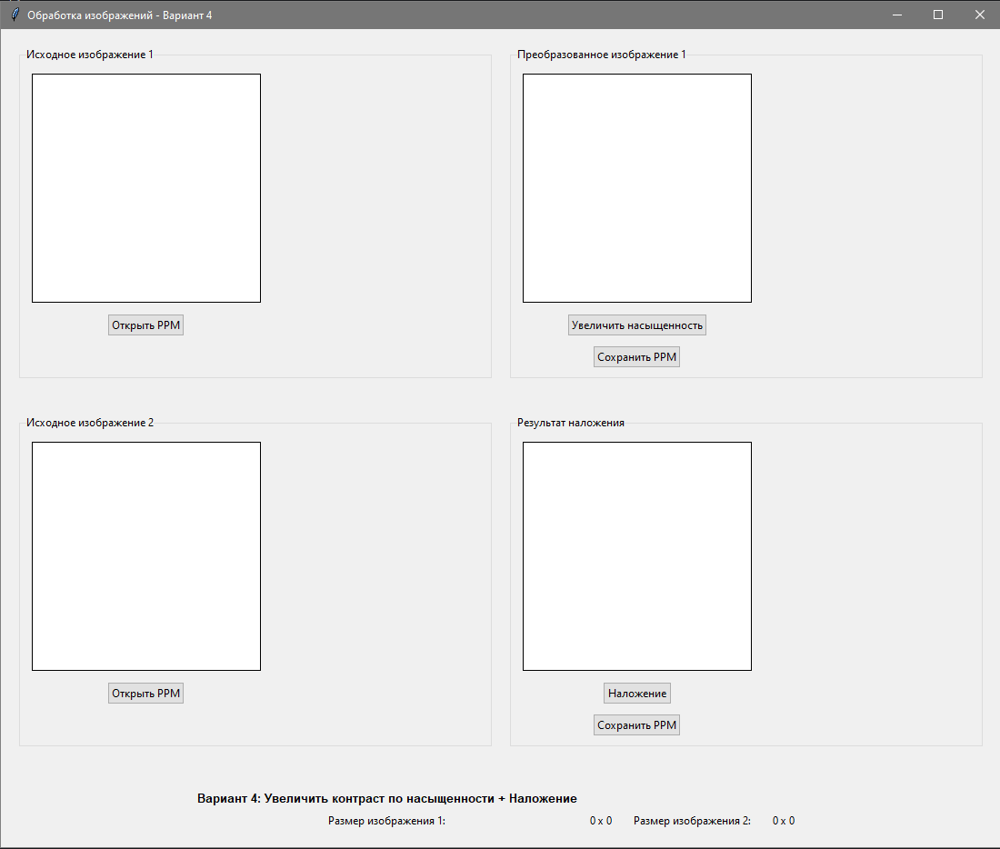 Обработка изображений - Вариант 4
Исходное изображение 1
Преобразованное изображение 1
Открыть PPM
Увеличить насыщенность
Сохранить PPM
Исходное изображение 2
Результат наложения
Открыть PPM
Наложение
Сохранить PPM
Вариант 4: Увеличить контраст по насыщенности + Наложение
Размер изображения 1: 0 x 0 Размер изображения 2: 0 x 0